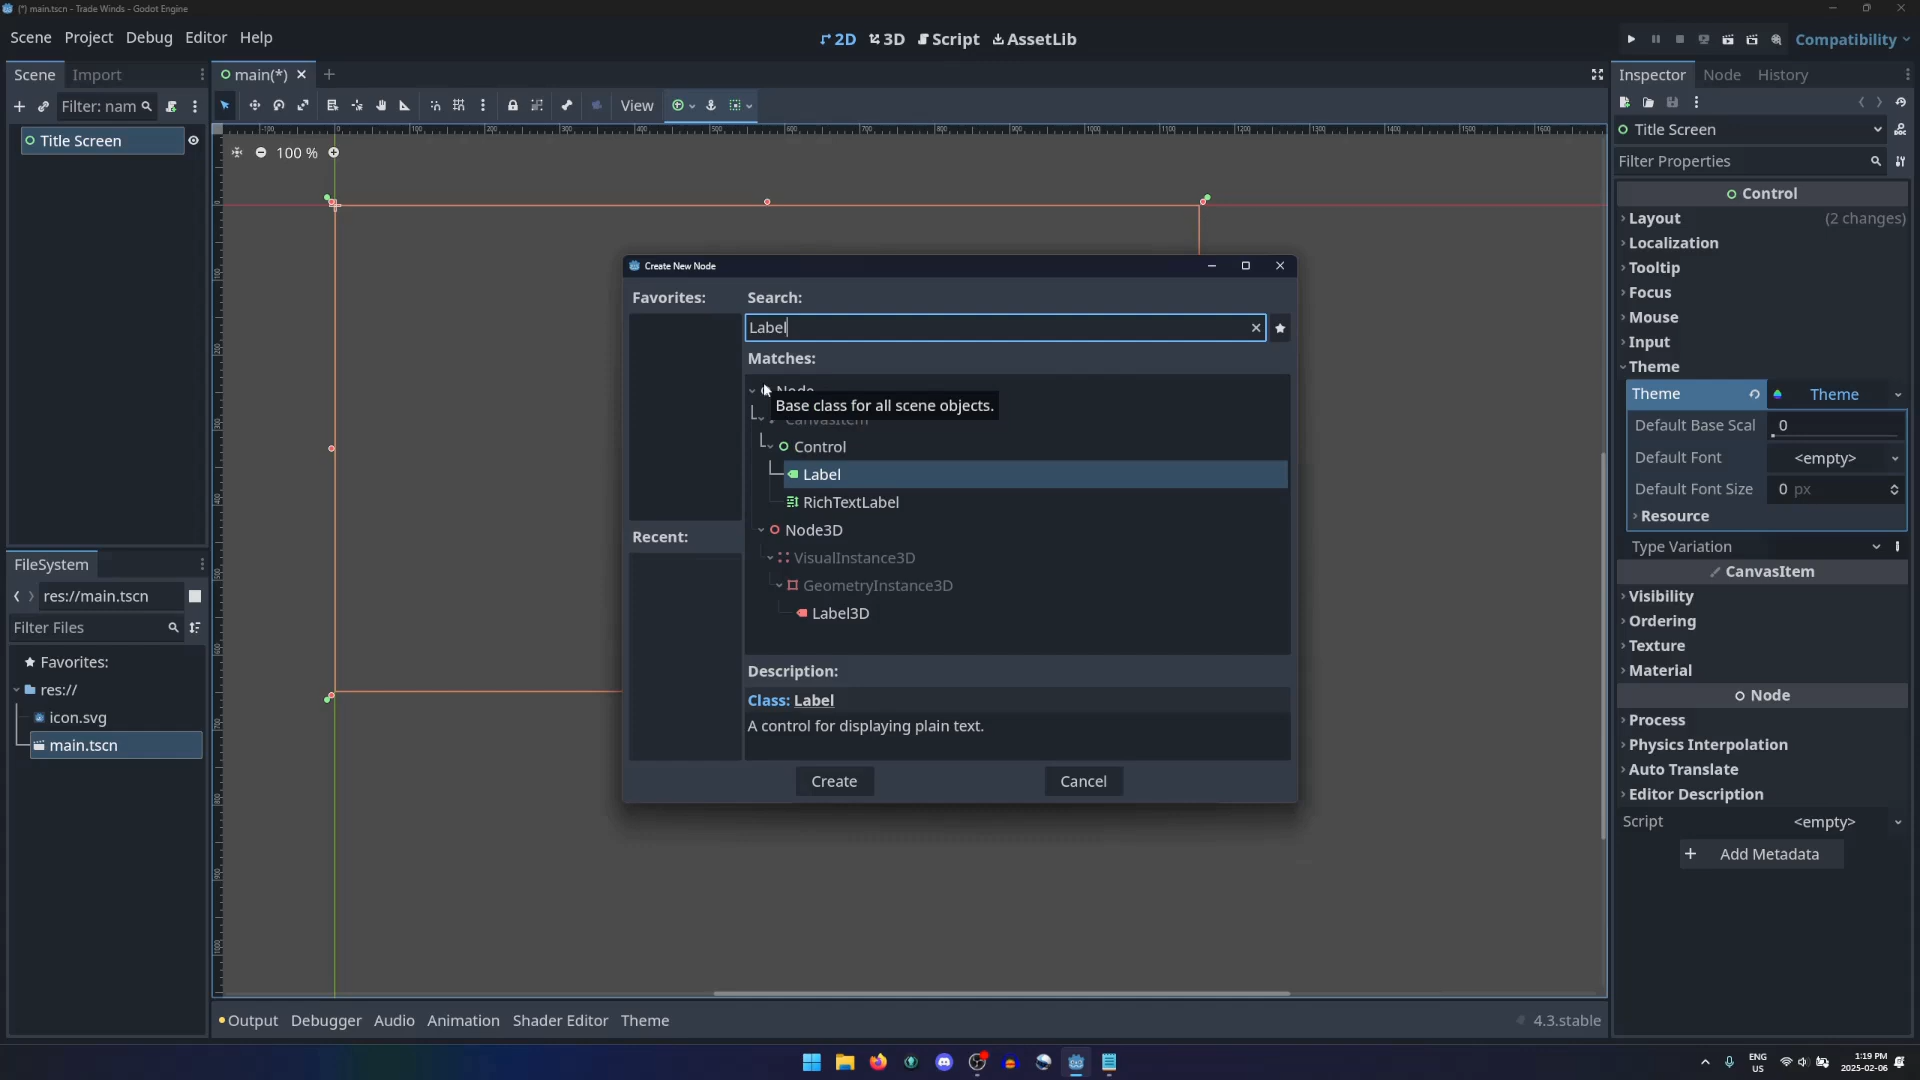 (*) main.tscn - Trade Winds - Godot Engine
Scene Project Debug Editor Help
2D 3D Script AssetLib
Compatibility
Scene Import
main(*)
Inspector Node History
Filter: nam
View
Title Screen
100 %
Title Screen
Filter Properties
Control
Layout (2 changes)
Localization
Tooltip
Focus
Mouse
Input
Theme
Theme Theme
Default Base Scal 0
Default Font <empty>
Default Font Size 0 px
Resource
Type Variation
CanvasItem
Visibility
Ordering
Texture
Material
Node
Process
Physics Interpolation
Auto Translate
Editor Description
Script <empty>
Add Metadata
Create New Node
Favorites:
Search:
Label
Matches:
Node
Base class for all scene objects.
CanvasItem
Control
Label
RichTextLabel
Node3D
VisualInstance3D
GeometryInstance3D
Label3D
Recent:
Description:
Class: Label
A control for displaying plain text.
Create Cancel
FileSystem
res://main.tscn
Filter Files
Favorites:
res://
icon.svg
main.tscn
Output Debugger Audio Animation Shader Editor Theme
4.3.stable
ENG
US
1:19 PM
2025-02-06